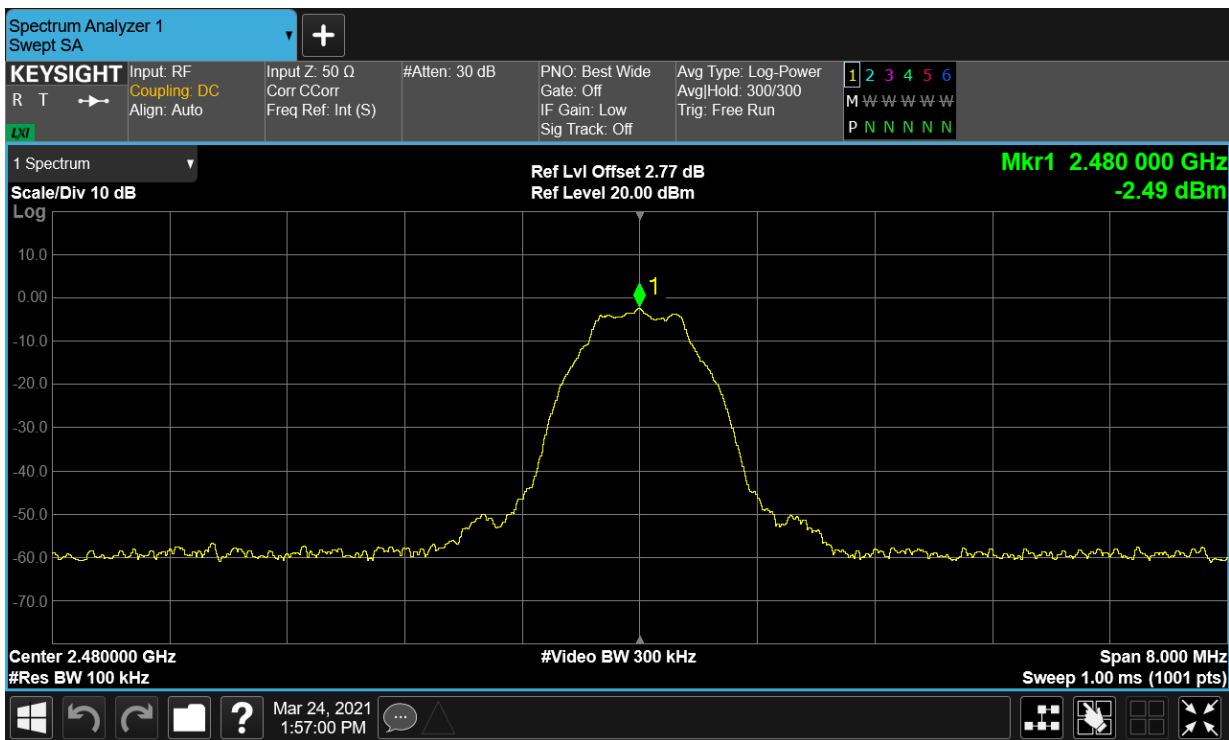 Spectrum Analyzer 1
Swept SA
KEYSIGHT
R T
LXI
Input: RF
Coupling: DC
Align: Auto
Input Z: 50 Ω
Corr CCorr
Freq Ref: Int (S)
#Atten: 30 dB
PNO: Best Wide
Gate: Off
IF Gain: Low
Sig Track: Off
Avg Type: Log-Power
Avg|Hold: 300/300
Trig: Free Run
1 2 3 4 5 6
M W W W W W
P N N N N N
1 Spectrum
Scale/Div 10 dB
Ref Lvl Offset 2.77 dB
Ref Level 20.00 dBm
Mkr1 2.480 000 GHz
-2.49 dBm
Log
10.0
0.00
-10.0
-20.0
-30.0
-40.0
-50.0
-60.0
-70.0
1
Center 2.480000 GHz
#Res BW 100 kHz
#Video BW 300 kHz
Span 8.000 MHz
Sweep 1.00 ms (1001 pts)
?
Mar 24, 2021
1:57:00 PM